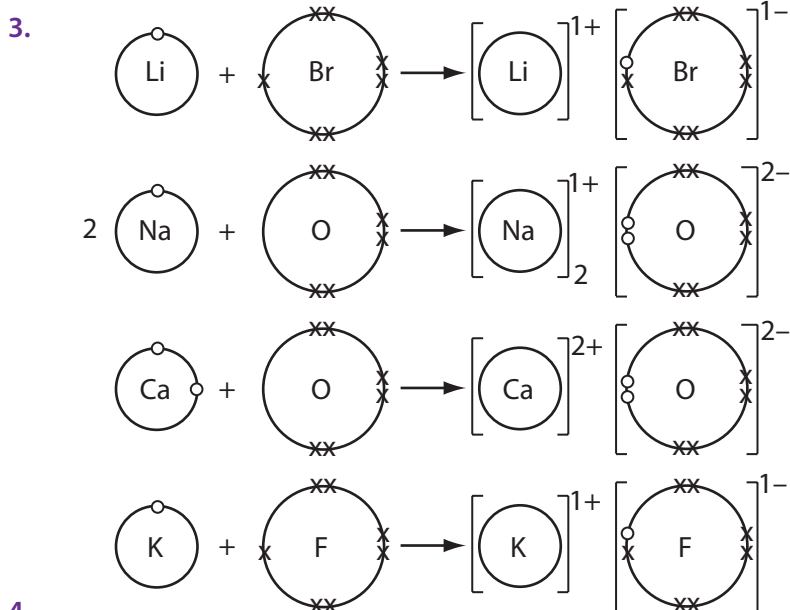 3.
Li + Br Li 1+ Br 1–
2 Na + O Na 1+ 2 O 2–
Ca + O Ca 2+ O 2–
K + F K 1+ F 1–
4.